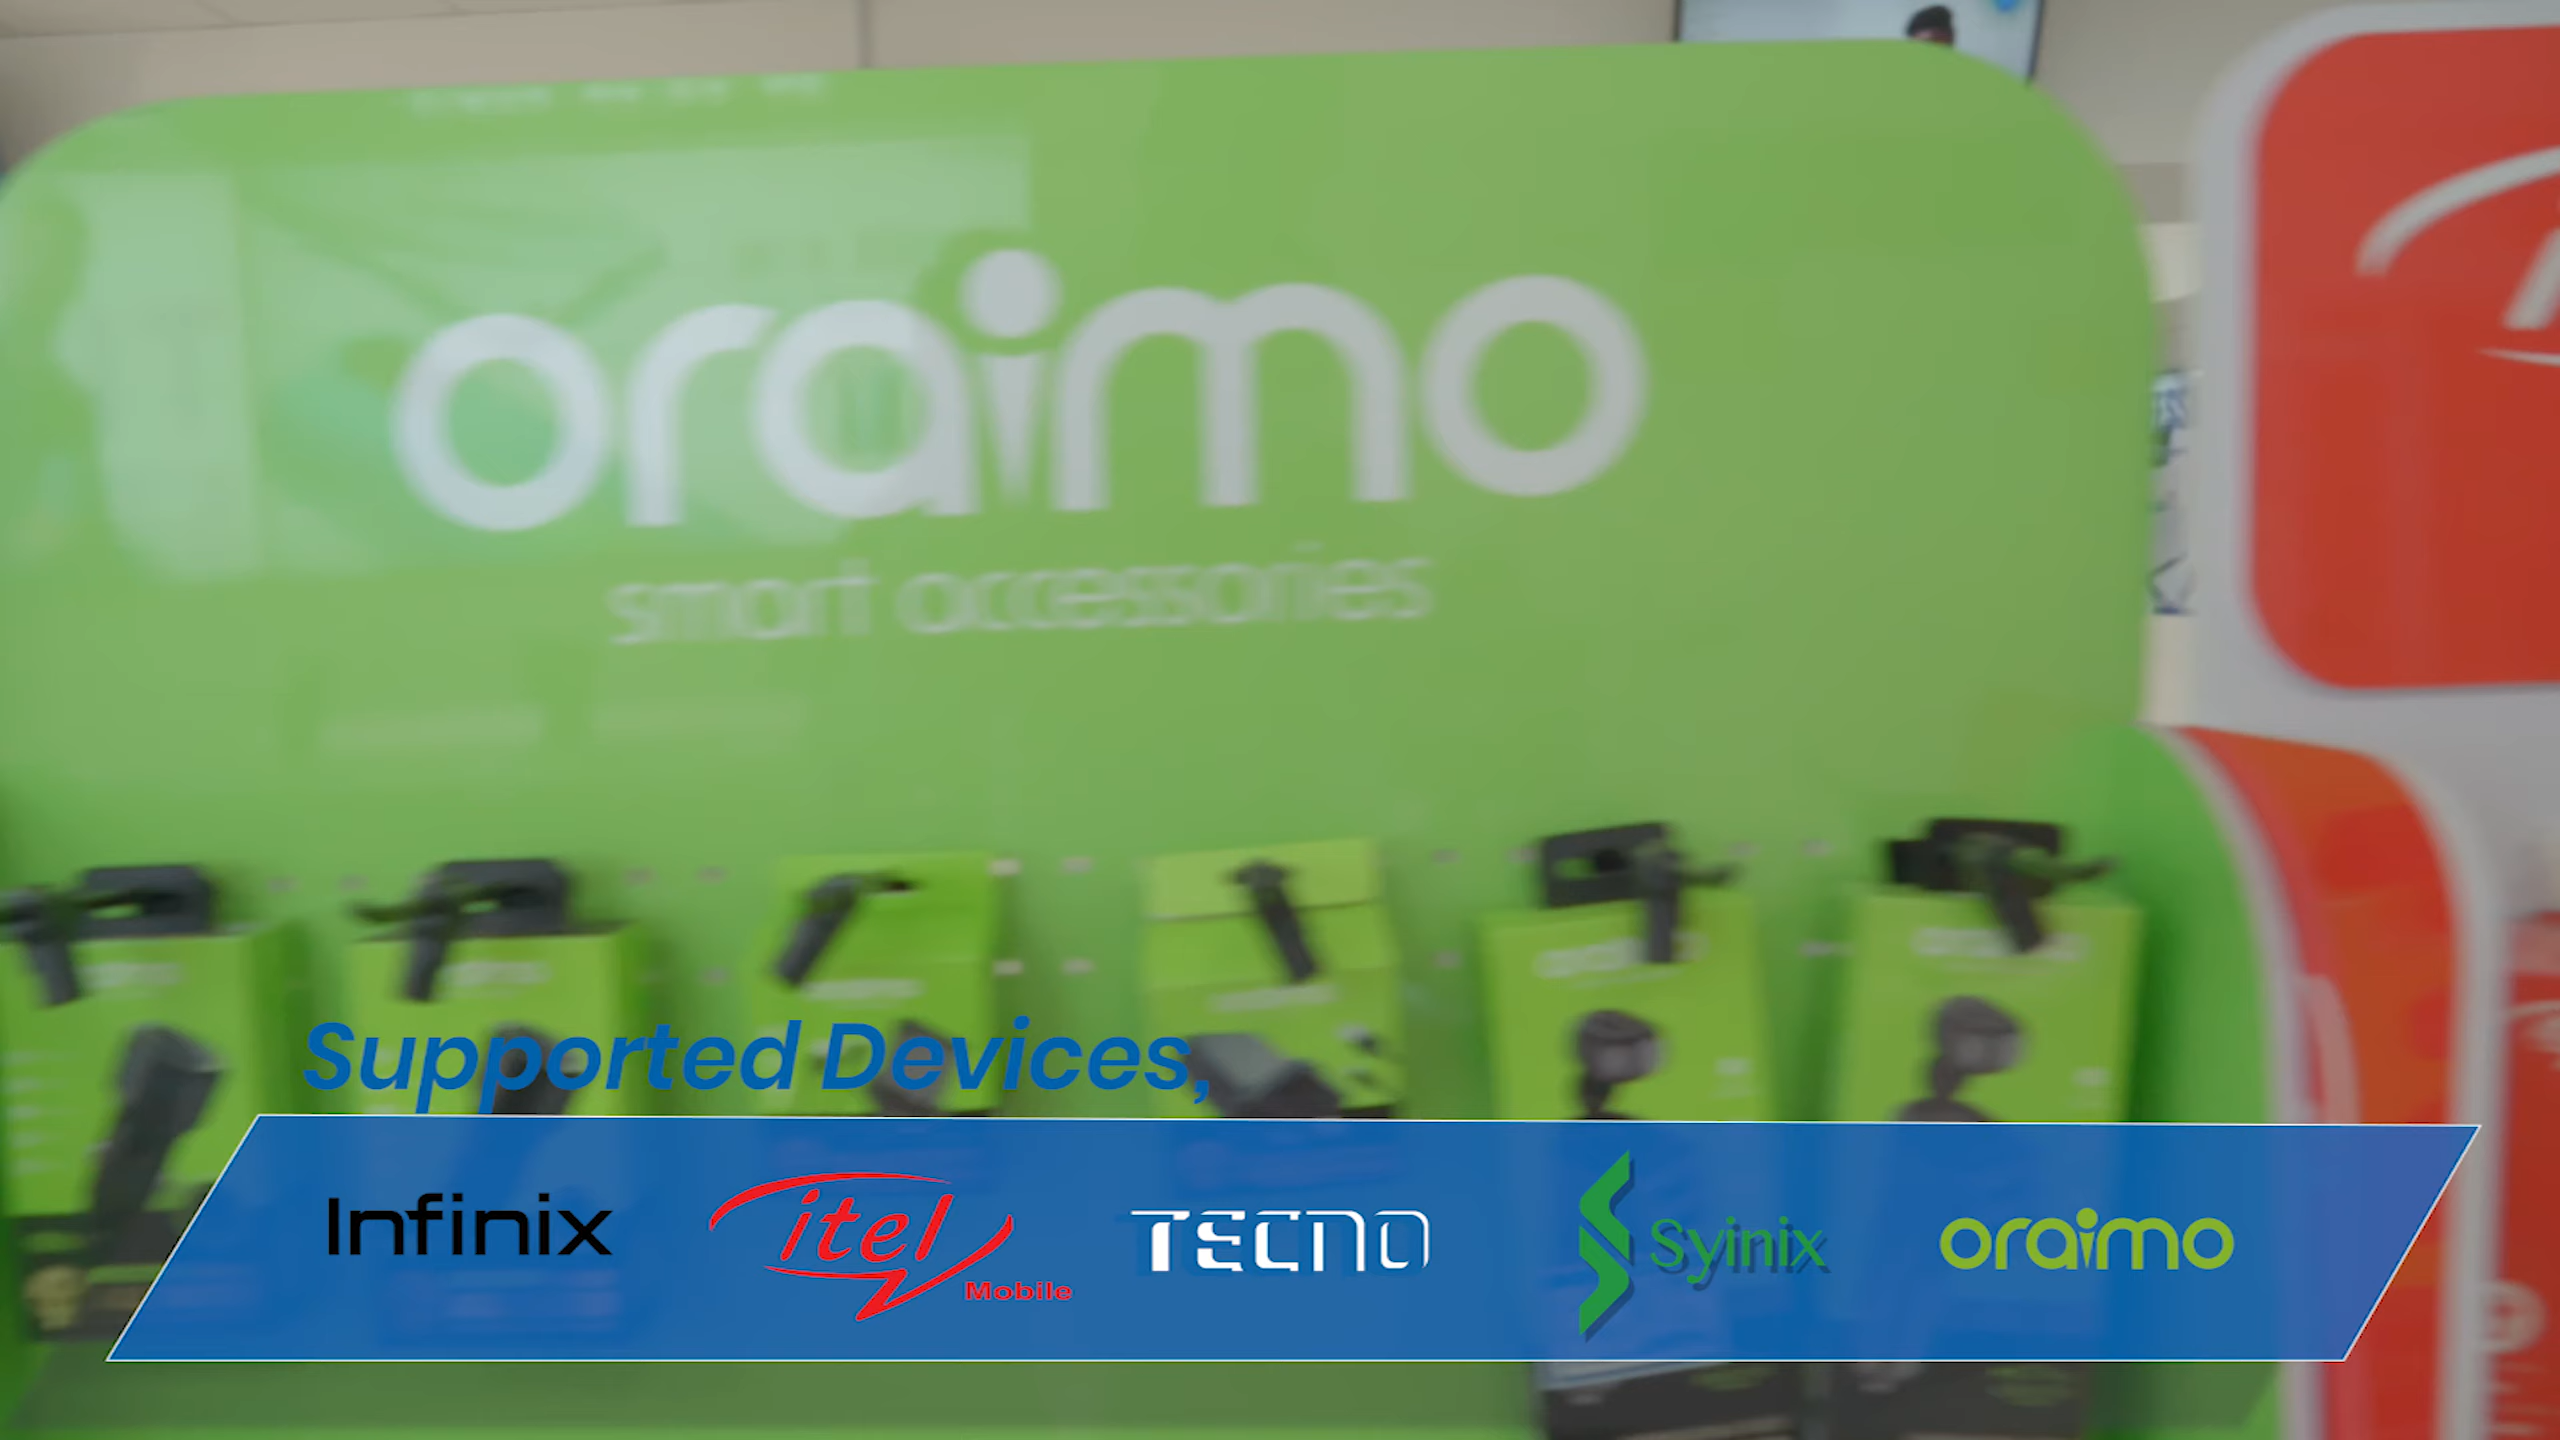 oraimo
smart accessories
Supported Devices,
Infinix
itel
Mobile
TECNO
Syinix
oraimo